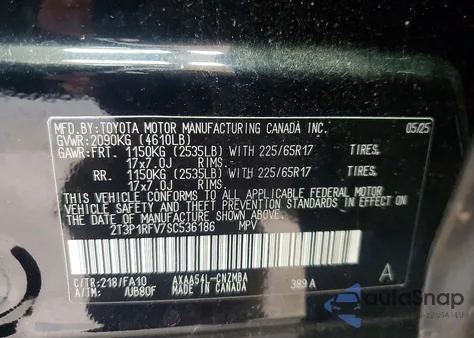 MFD. BY: TOYOTA MOTOR MANUFACTURING CANADA INC. 05/25
GVWR: 2090KG (4610LB)
GAWR: FRT. 1150KG (2535LB) WITH 225/65R17 TIRES,
17x7.0J RIMS,
RR. 1150KG (2535LB) WITH 225/65R17 TIRES,
17x7.0J RIMS,
THIS VEHICLE CONFORMS TO ALL APPLICABLE FEDERAL MOTOR
VEHICLE SAFETY, BUMPER, AND THEFT PREVENTION STANDARDS IN EFFECT ON
THE DATE OF MANUFACTURE SHOWN ABOVE.
2T3P1RFV7SC536186 MPV
C/TR: 218/FA10 AXAA54L-CNZMBA 389A A
A/TM: /UB80F MADE IN CANADA
AutaSnap